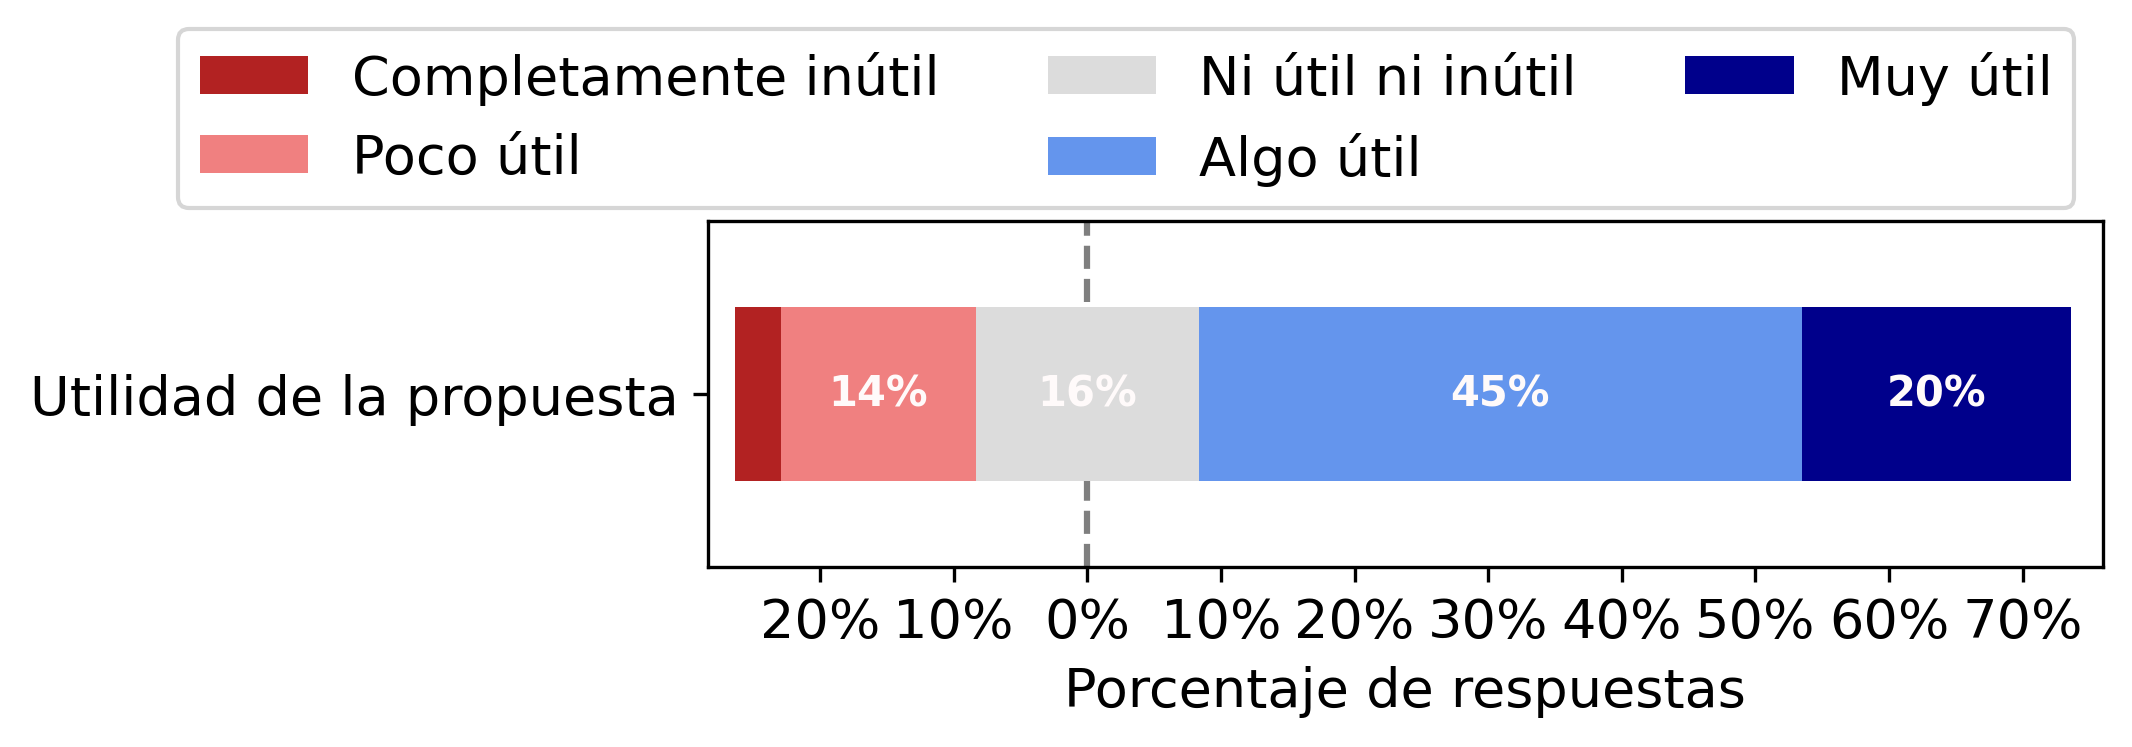 Completamente inútil
Poco útil
Ni útil ni inútil
Algo útil
Muy útil
Utilidad de la propuesta
14% 16% 45% 20%
20% 10% 0% 10% 20% 30% 40% 50% 60% 70%
Porcentaje de respuestas